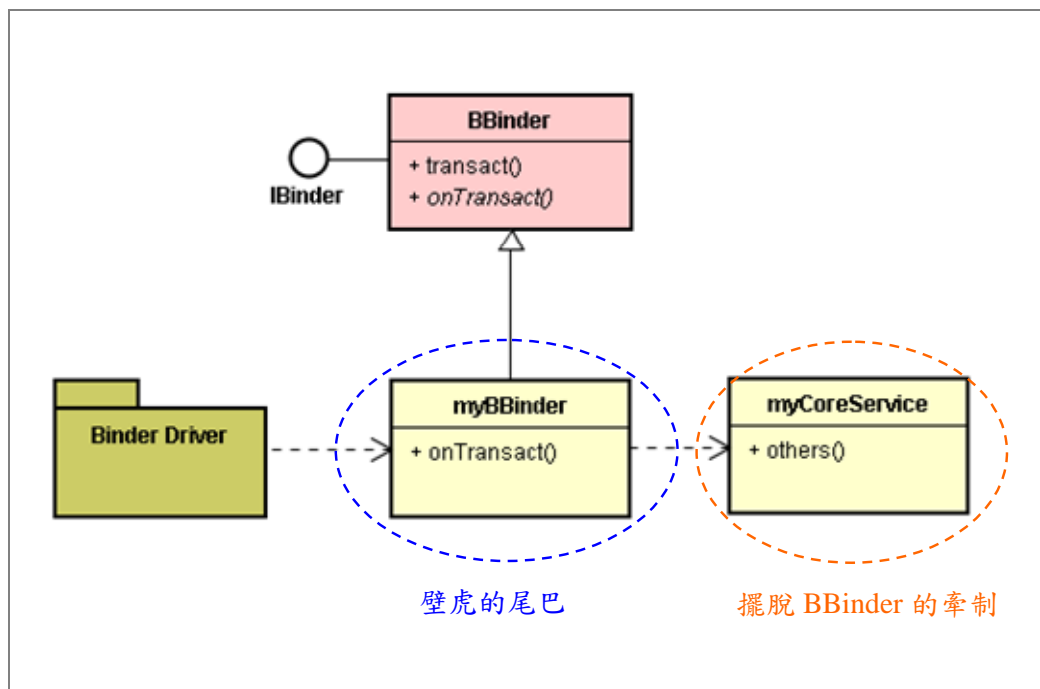 BBinder
+ transact()
+ onTransact()
IBinder
Binder Driver
myBBinder
+ onTransact()
myCoreService
+ others()
壁虎的尾巴
擺脫 BBinder 的牽制